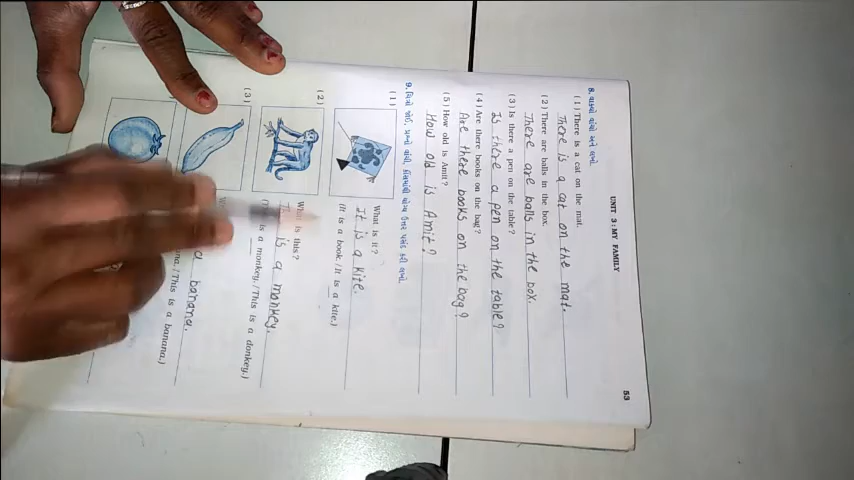 53
UNIT 3 : MY FAMILY
8. વાક્યો વાંચો અને લખો.
(1) There is a cat on the mat.
There is a cat on the mat.
(2) There are balls in the box.
There are balls in the box.
(3) Is there a pen on the table?
Is there a pen on the table?
(4) Are there books on the bag?
Are there books on the bag?
(5) How old is Amit?
How old is Amit?
(1)
What is it?
It is a kite.
(It is a book. / It is a kite.)
(2)
What is this?
is a monkey.
is a monkey. / This is a donkey.)
(3)
a banana.
This is a banana.)